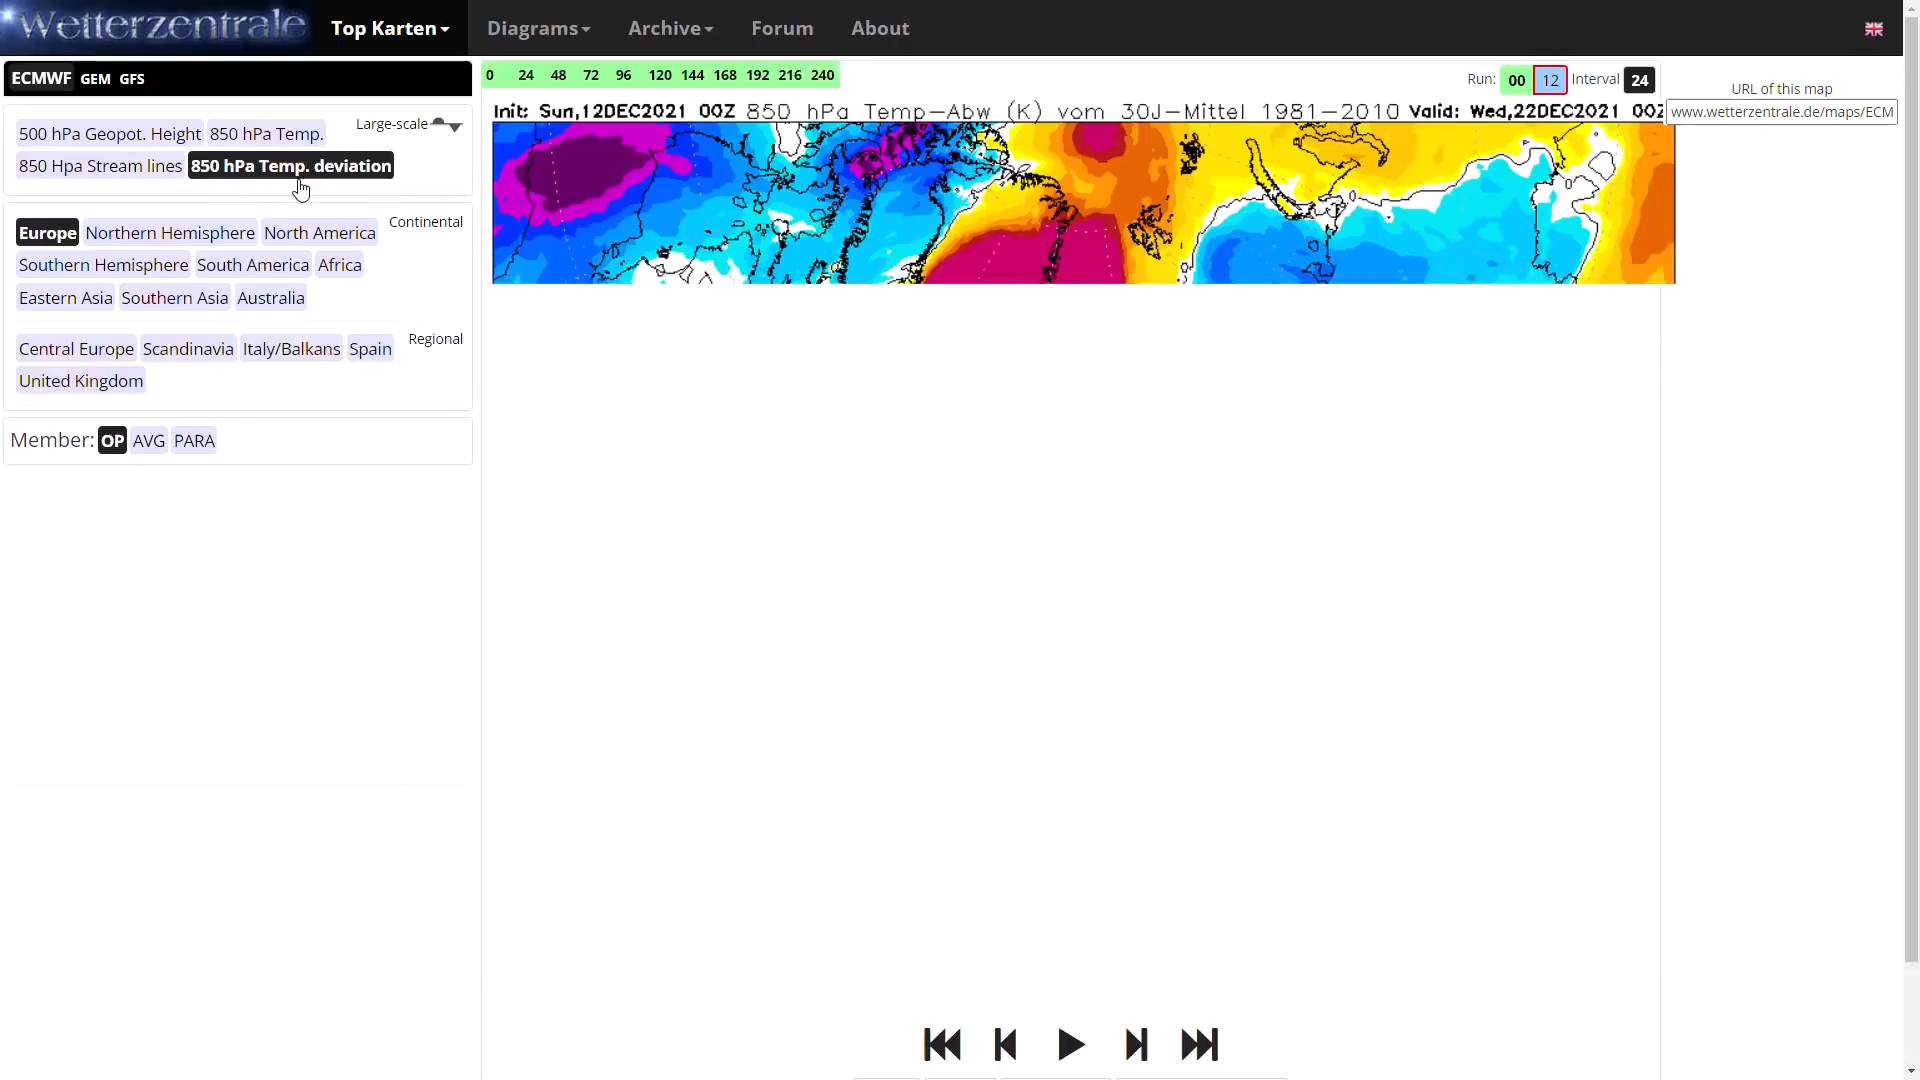 Wetterzentrale
Top Karten Diagrams Archive Forum About
ECMWF GEM GFS
500 hPa Geopot. Height 850 hPa Temp. Large-scale
850 Hpa Stream lines 850 hPa Temp. deviation
Europe Northern Hemisphere North America Continental
Southern Hemisphere South America Africa
Eastern Asia Southern Asia Australia
Regional
Central Europe Scandinavia Italy/Balkans Spain
United Kingdom
Member: OP AVG PARA
0 24 48 72 96 120 144 168 192 216 240
Run: 00 12 Interval 24
Init: Sun,12DEC2021 00Z 850 hPa Temp-Abw (K) vom 30J-Mittel 1981-2010 Valid: Wed,22DEC2021 00Z
URL of this map
www.wetterzentrale.de/maps/ECM